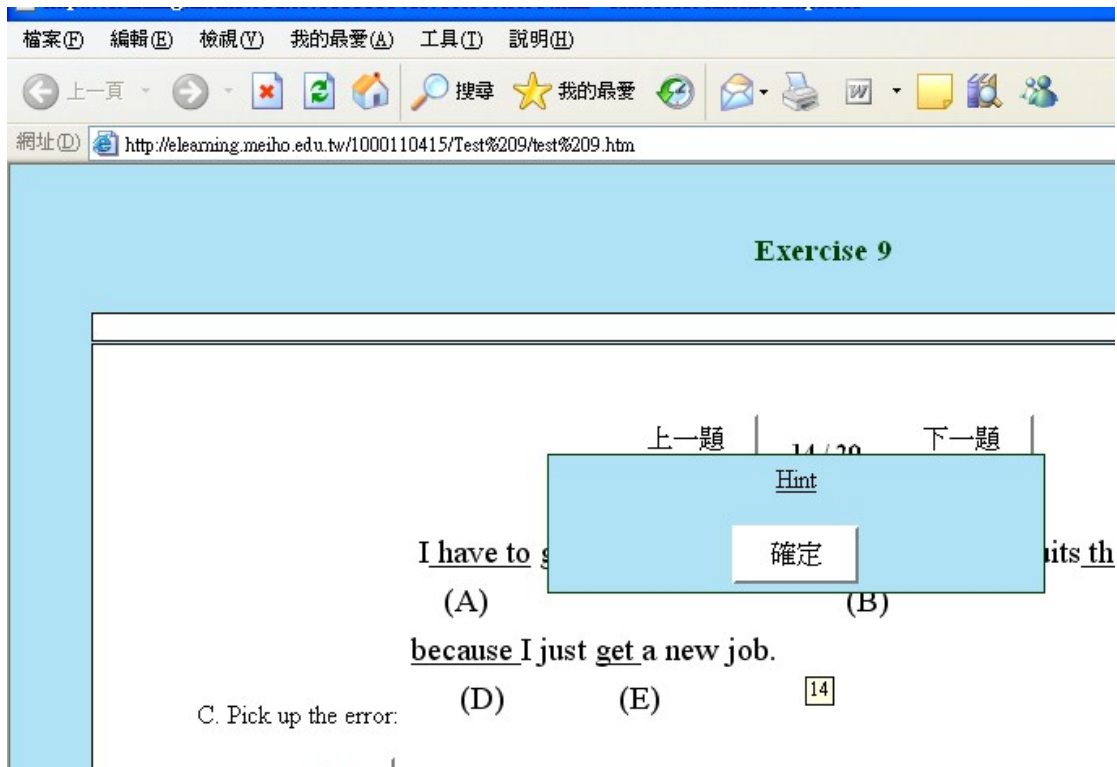 檔案(F) 編輯(E) 檢視(V) 我的最愛(A) 工具(T) 說明(H)
上一頁 搜尋 我的最愛
網址(D) http://elearning.meiho.edu.tw/1000110415/Test%209/test%209.htm
Exercise 9
上一題 14 / 20 下一題
Hint
確定
I have to
(A) (B)
because I just get a new job.
(D) (E)
14
C. Pick up the error: